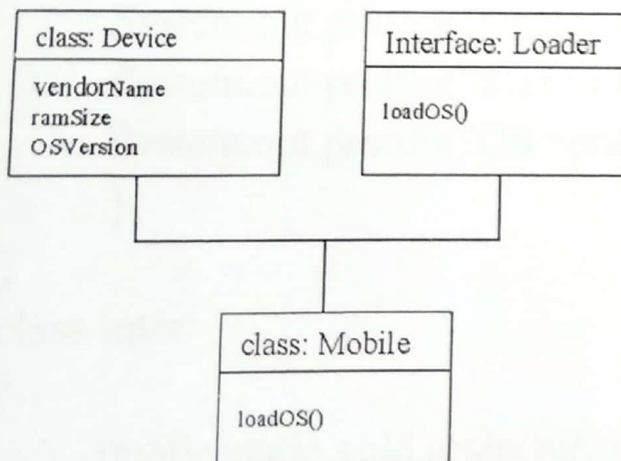 class: Device
vendorName
ramSize
OSVersion
Interface: Loader
loadOS()
class: Mobile
loadOS()